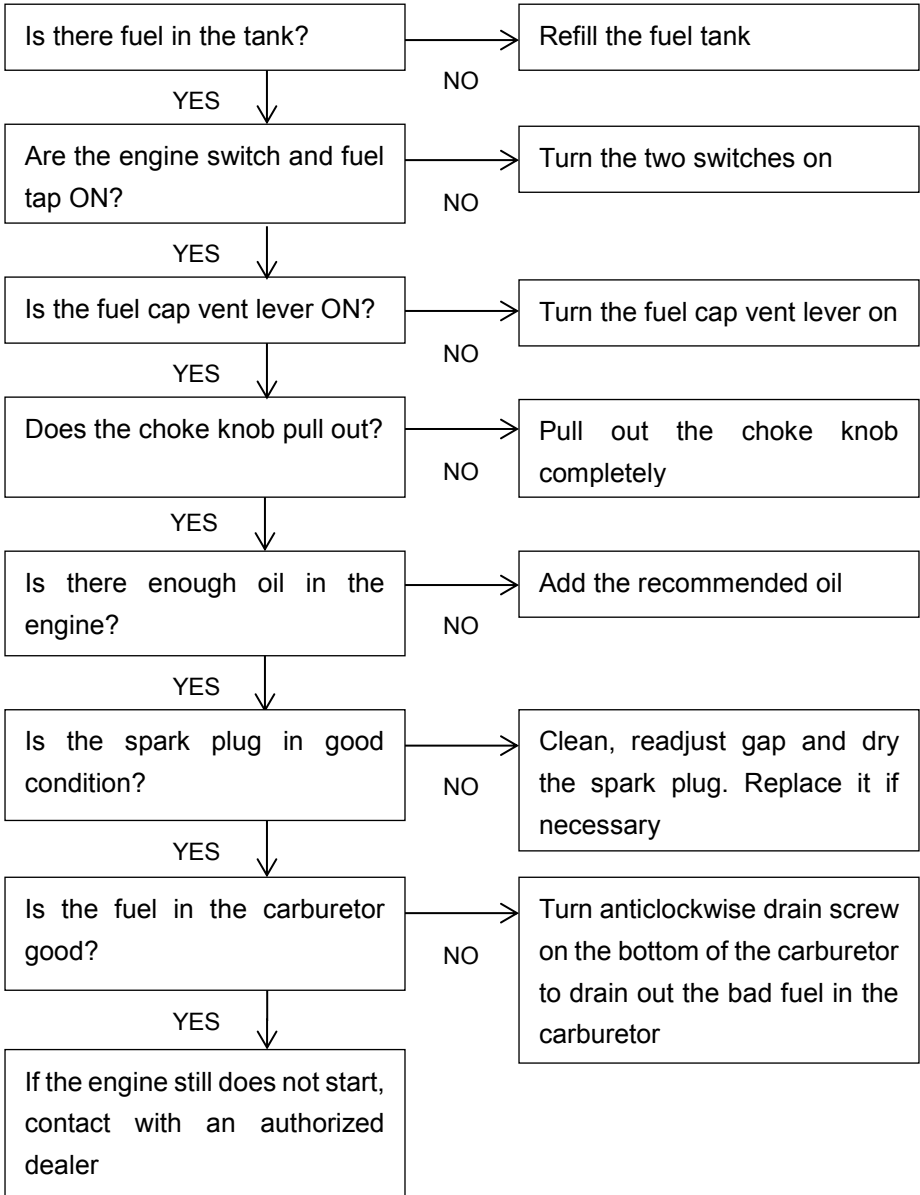 Is there fuel in the tank?
Refill the fuel tank
NO
YES
Are the engine switch and fuel
tap ON?
Turn the two switches on
NO
YES
Is the fuel cap vent lever ON?
Turn the fuel cap vent lever on
NO
YES
Does the choke knob pull out?
Pull out the choke knob
completely
NO
YES
Is there enough oil in the
engine?
Add the recommended oil
NO
YES
Is the spark plug in good
condition?
Clean, readjust gap and dry
the spark plug. Replace it if
necessary
NO
YES
Is the fuel in the carburetor
good?
Turn anticlockwise drain screw
on the bottom of the carburetor
to drain out the bad fuel in the
carburetor
NO
YES
If the engine still does not start,
contact with an authorized
dealer